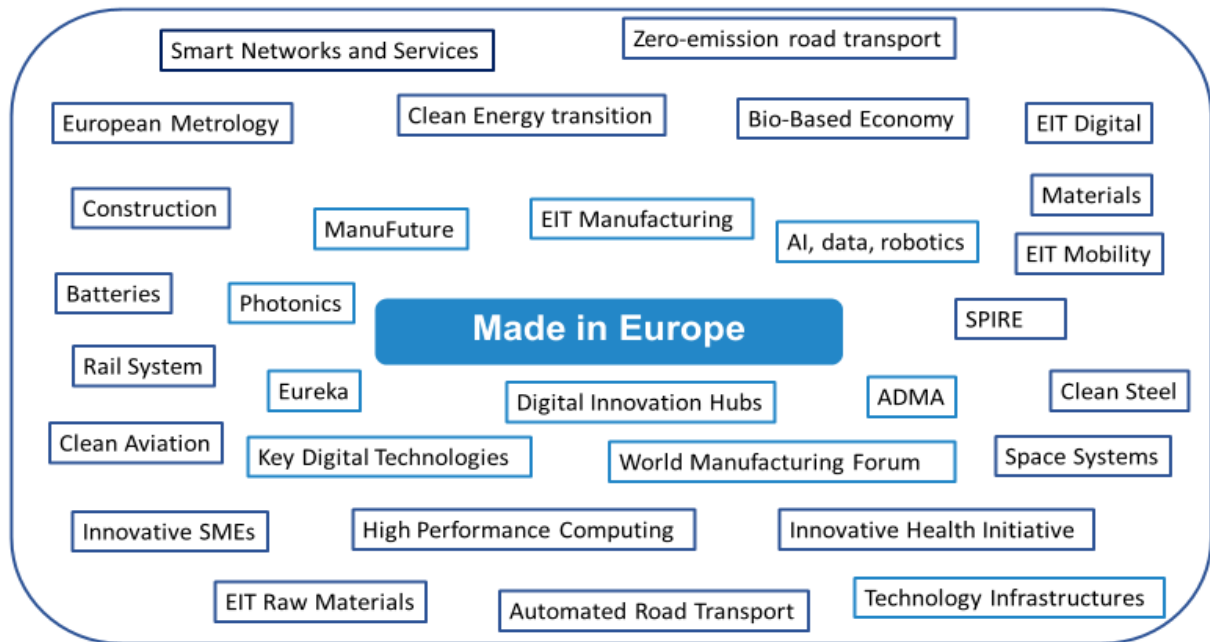 Smart Networks and Services
Zero-emission road transport
European Metrology
Clean Energy transition
Bio-Based Economy
EIT Digital
Construction
ManuFuture
EIT Manufacturing
AI, data, robotics
Materials
EIT Mobility
Batteries
Photonics
Made in Europe
SPIRE
Rail System
Eureka
Digital Innovation Hubs
ADMA
Clean Steel
Clean Aviation
Key Digital Technologies
World Manufacturing Forum
Space Systems
Innovative SMEs
High Performance Computing
Innovative Health Initiative
EIT Raw Materials
Automated Road Transport
Technology Infrastructures